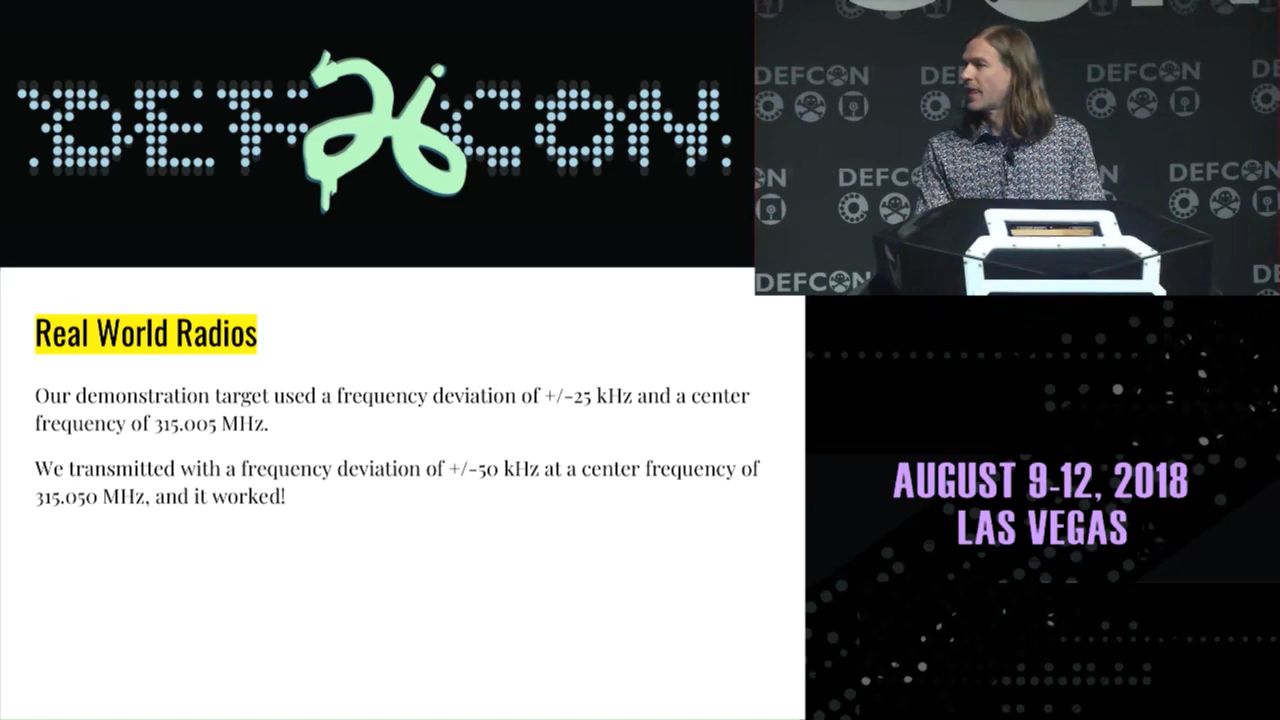 DEF 26 CON
DEFCON
DEFCON
DEFCON
DEFCON
DEFCON
Real World Radios
Our demonstration target used a frequency deviation of +/-25 kHz and a center
frequency of 315.005 MHz.
We transmitted with a frequency deviation of +/-50 kHz at a center frequency of
315.050 MHz, and it worked!
AUGUST 9-12, 2018
LAS VEGAS